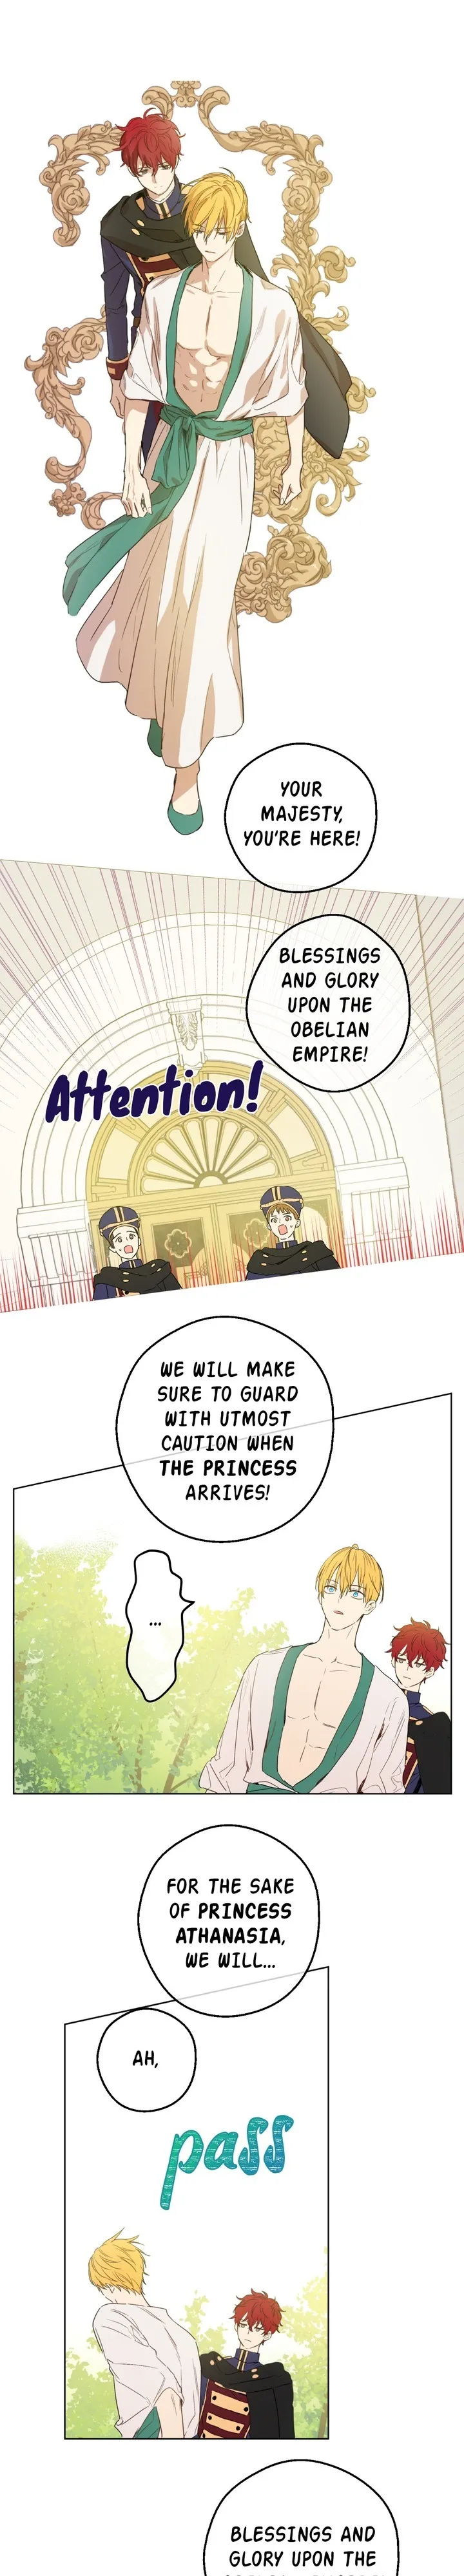 YOUR
MAJESTY,
YOU'RE HERE!
BLESSINGS
AND GLORY
UPON THE
OBELIAN
EMPIRE!
Attention!
WE WILL MAKE
SURE TO GUARD
WITH UTMOST
CAUTION WHEN
THE PRINCESS
ARRIVES!
...
FOR THE SAKE
OF PRINCESS
ATHANASIA,
WE WILL...
AH,
pass
BLESSINGS AND
GLORY UPON THE